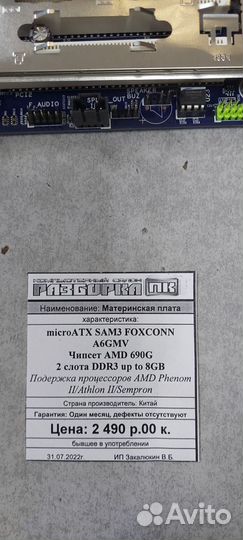 PCIE
SPEAKER
F_AUDIO
SPL
_OUT
BUZ
КОМПЬЮТЕРНЫЙ САЛОН
РАЗБОРКА ПК
Наименование: Материнская плата
характеристика:
microATX SAM3 FOXCONN
A6GMV
Чипсет AMD 690G
2 слота DDR3 up to 8GB
Подержка процессоров AMD Phenom
II/Athlon II/Sempron
Страна производитель: Китай
Гарантия: Один месяц, дефекты отсутствуют
Цена: 2 490 р.00 к.
бывшее в употреблении
31.07.2022г. ИП Закалюкин В.Б.
Avito